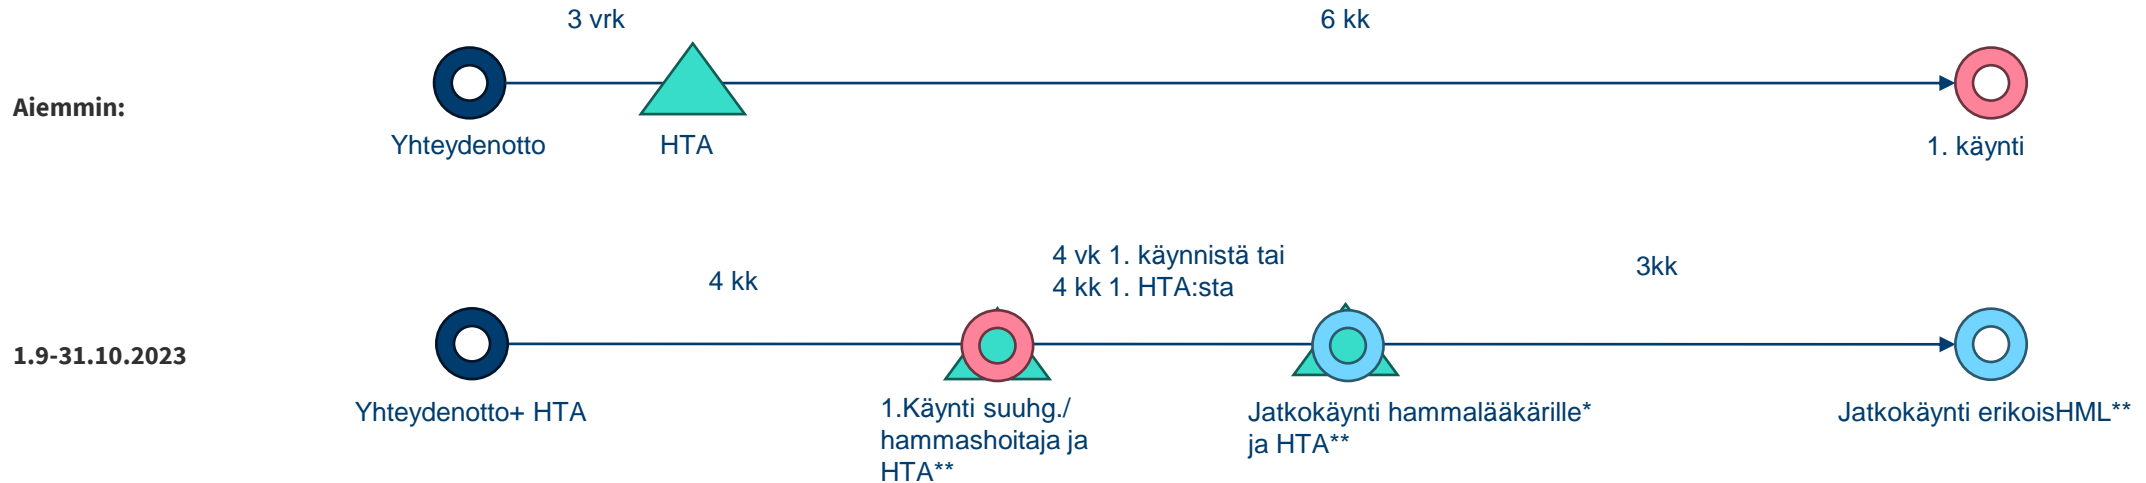 3 vrk
6 kk
Aiemmin:
Yhteydenotto
HTA
1. käynti
4 kk
4 vk 1. käynnistä tai
4 kk 1. HTA:sta
3kk
1.9-31.10.2023
Yhteydenotto+ HTA
1.Käynti suuhg./
hammashoitaja ja
HTA**
Jatkokäynti hammalääkärille*
ja HTA**
Jatkokäynti erikoisHML**